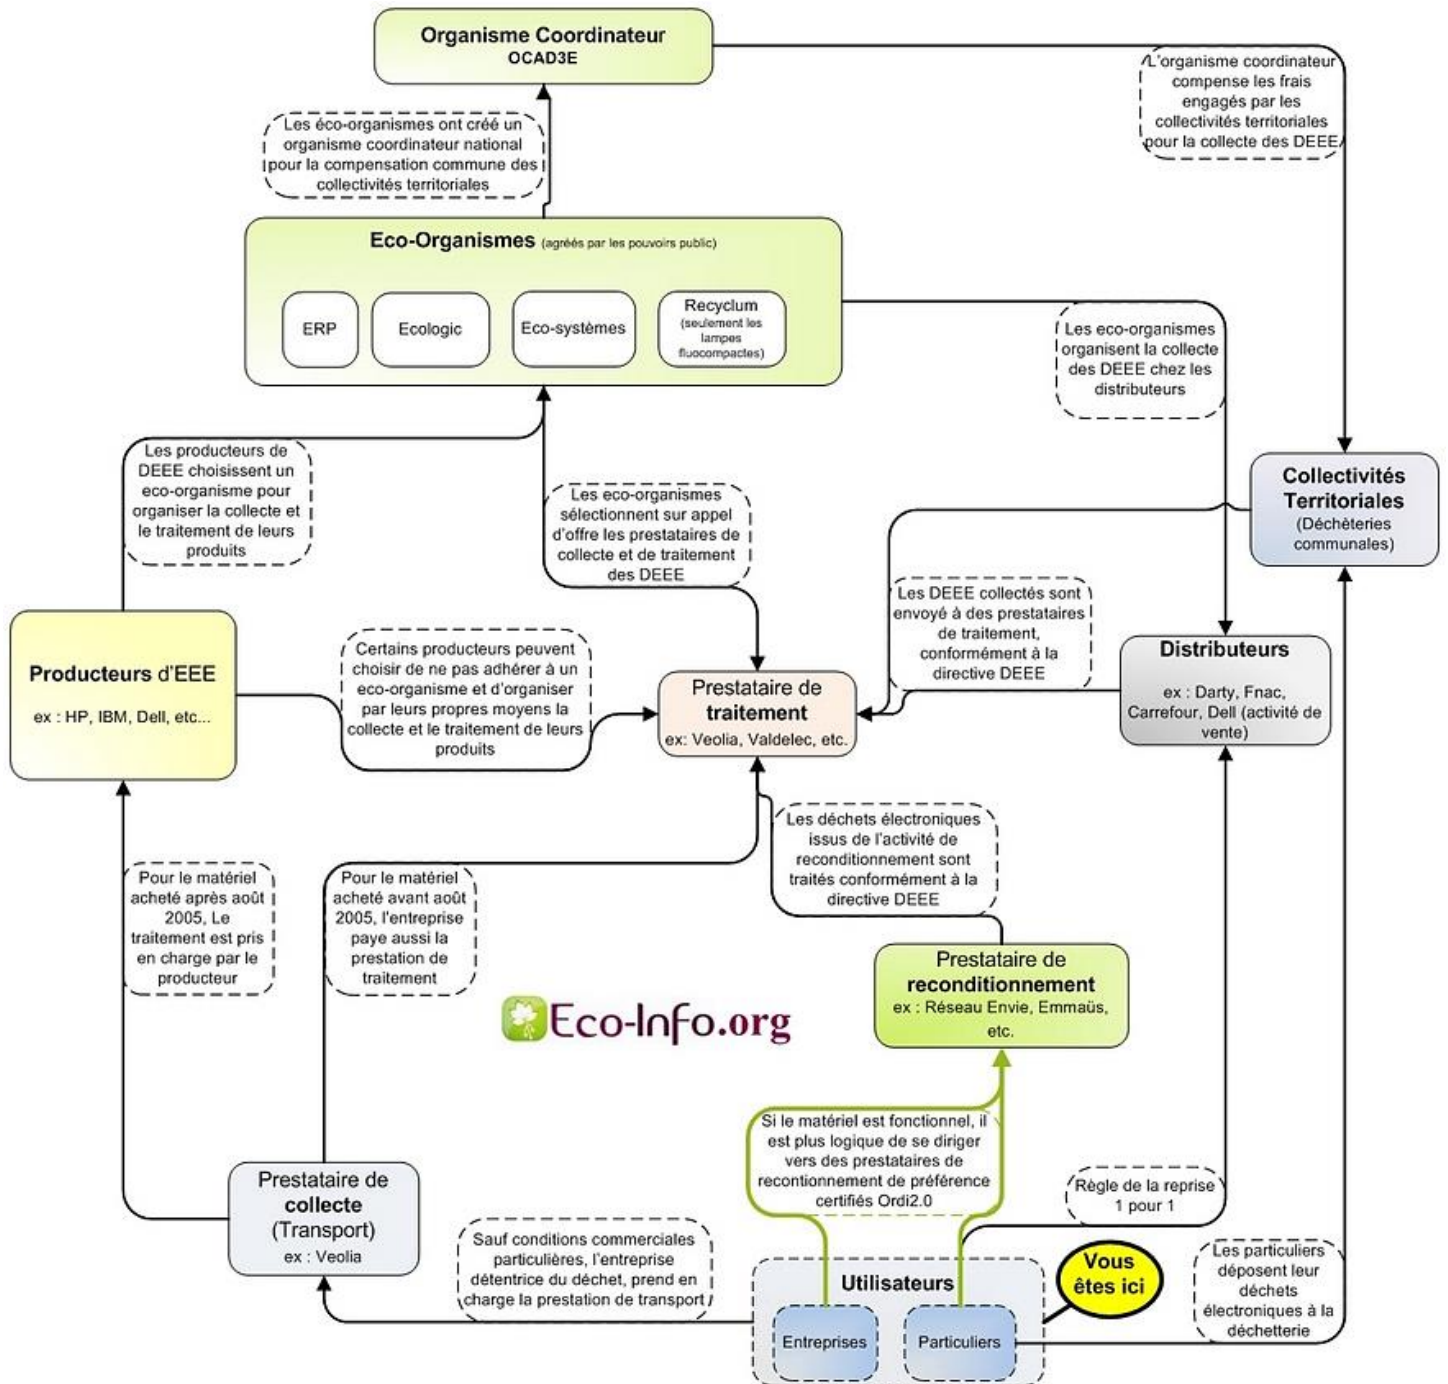 Organisme Coordinateur
OCAD3E
L'organisme coordinateur
compense les frais
engagés par les
collectivités territoriales
pour la collecte des DEEE
Les éco-organismes ont créé un
organisme coordinateur national
pour la compensation commune des
collectivités territoriales
Eco-Organismes (agréés par les pouvoirs public)
ERP
Ecologic
Eco-systèmes
Recyclum
(seulement les
lampes
fluocompactes)
Les eco-organismes
organisent la collecte
des DEEE chez les
distributeurs
Les producteurs de
DEEE choisissent un
eco-organisme pour
organiser la collecte et
le traitement de leurs
produits
Les eco-organismes
sélectionnent sur appel
d'offre les prestataires de
collecte et de traitement
des DEEE
Collectivités
Territoriales
(Déchèteries
communales)
Les DEEE collectés sont
envoyé à des prestataires
de traitement,
conformément à la
directive DEEE
Producteurs d'EEE
ex : HP, IBM, Dell, etc...
Certains producteurs peuvent
choisir de ne pas adhérer à un
eco-organisme et d'organiser
par leurs propres moyens la
collecte et le traitement de leurs
produits
Prestataire de
traitement
ex: Veolia, Valdelec, etc.
Distributeurs
ex : Darty, Fnac,
Carrefour, Dell (activité de
vente)
Les déchets électroniques
issus de l'activité de
reconditionnement sont
traités conformément à la
directive DEEE
Pour le matériel
acheté après août
2005, Le
traitement est pris
en charge par le
producteur
Pour le matériel
acheté avant août
2005, l'entreprise
paye aussi la
prestation de
traitement
Prestataire de
reconditionnement
ex : Réseau Envie, Emmaüs,
etc.
Eco-Info.org
Si le matériel est fonctionnel, il
est plus logique de se diriger
vers des prestataires de
recontionnement de préférence
certifiés Ordi2.0
Prestataire de
collecte
(Transport)
ex : Veolia
Règle de la reprise
1 pour 1
Sauf conditions commerciales
particulières, l'entreprise
détentrice du déchet, prend en
charge la prestation de transport
Utilisateurs
Entreprises
Particuliers
Vous
êtes ici
Les particuliers
déposent leur
déchets
électroniques à la
déchetterie